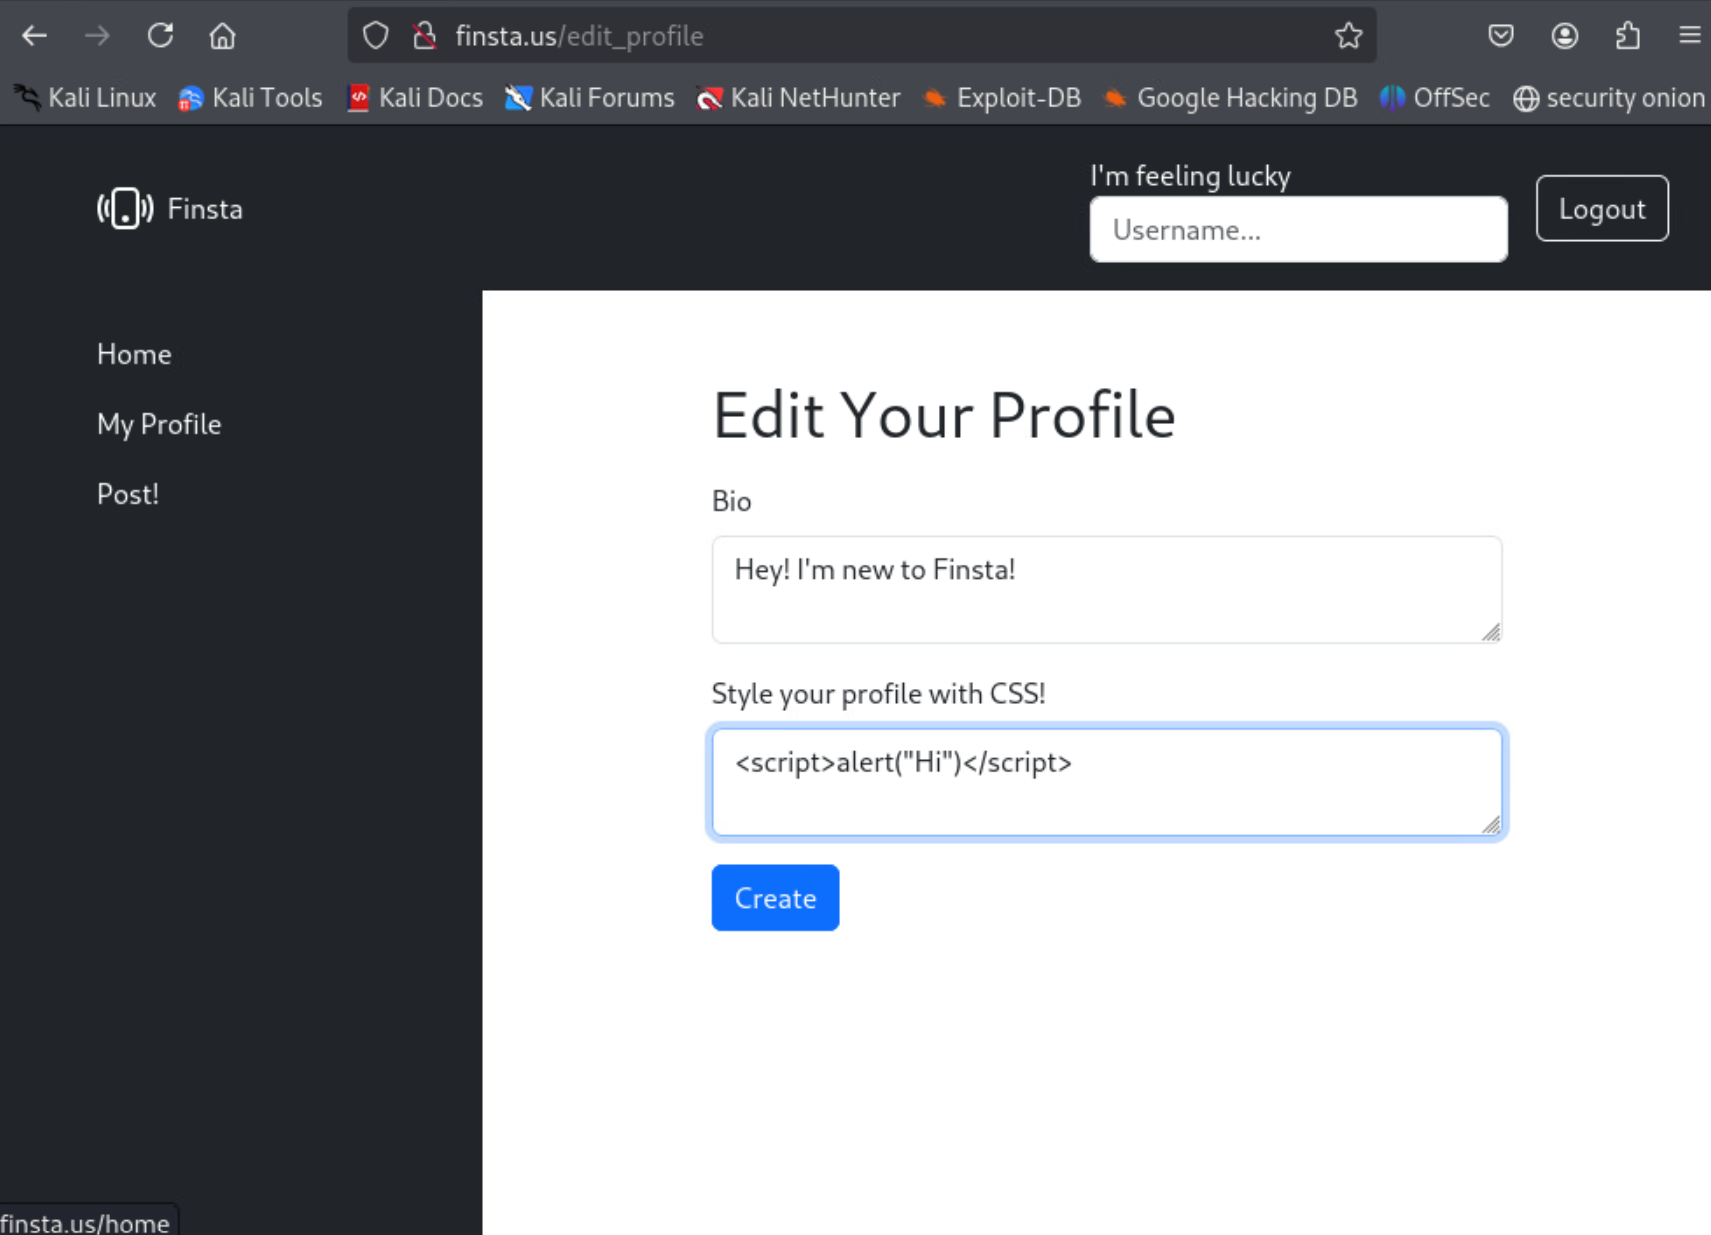 finsta.us/edit_profile
Kali Linux Kali Tools Kali Docs Kali Forums Kali NetHunter Exploit-DB Google Hacking DB OffSec security onion
Finsta
I'm feeling lucky
Username...
Logout
Home
My Profile
Post!
Edit Your Profile
Bio
Hey! I'm new to Finsta!
Style your profile with CSS!
<script>alert("Hi")</script>
Create
finsta.us/home